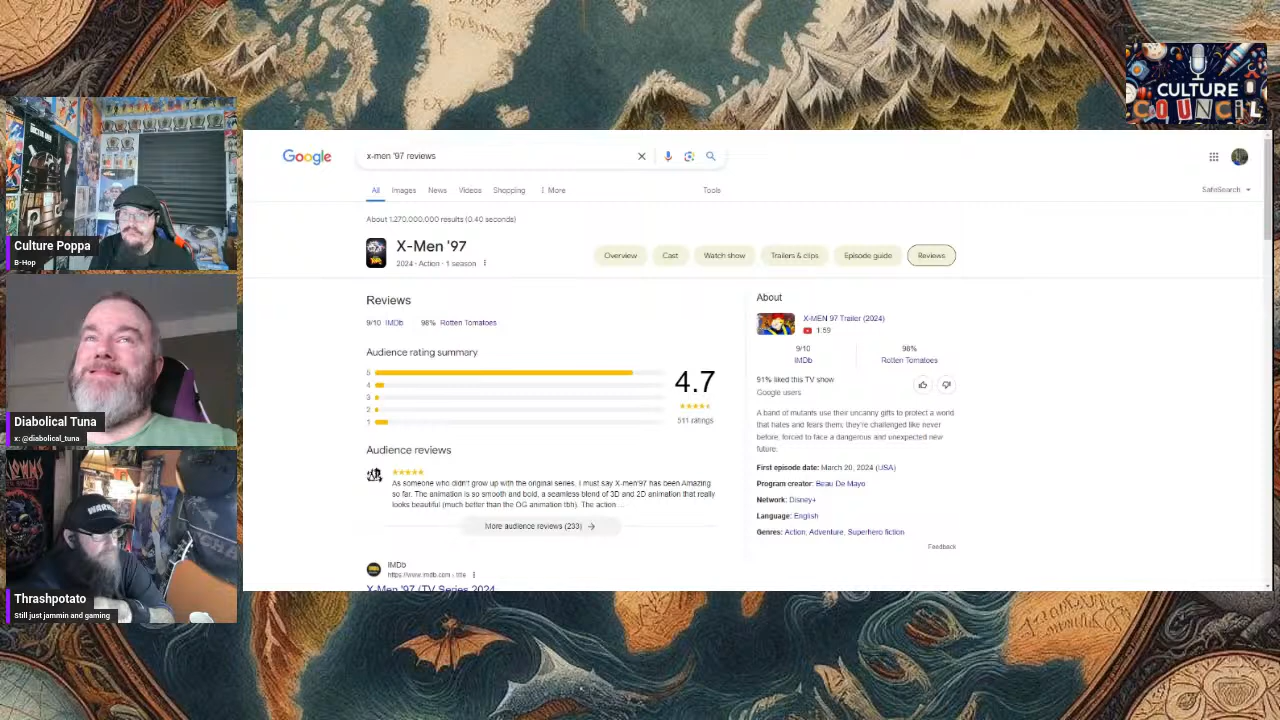 CULTURE
COUNCIL
Google
x-men '97 reviews
All
Images
News
Videos
Shopping
More
Tools
SafeSearch
About 1,270,000,000 results (0.40 seconds)
X-Men '97
2024 · Action · 1 season
Overview
Cast
Watch show
Trailers & clips
Episode guide
Reviews
Culture Poppa
B-Hop
Reviews
9/10 IMDb 98% Rotten Tomatoes
Audience rating summary
5
4
3
2
1
4.7
511 ratings
Audience reviews
As someone who didn't grow up with the original series, I must say X-men'97 has been Amazing
so far. The animation is so smooth and bold, a seamless blend of 3D and 2D animation that really
looks beautiful (much better than the OG animation tbh). The action ...
More audience reviews (233)
IMDb
https://www.imdb.com › title
X-Men '97 (TV Series 2024
About
X-MEN 97 Trailer (2024)
1:59
9/10
IMDb
98%
Rotten Tomatoes
91% liked this TV show
Google users
A band of mutants use their uncanny gifts to protect a world
that hates and fears them; they're challenged like never
before, forced to face a dangerous and unexpected new
future.
First episode date: March 20, 2024 (USA)
Program creator: Beau De Mayo
Network: Disney+
Language: English
Genres: Action, Adventure, Superhero fiction
Feedback
Diabolical Tuna
x: @diabolical_tuna
Thrashpotato
Still just jammin and gaming